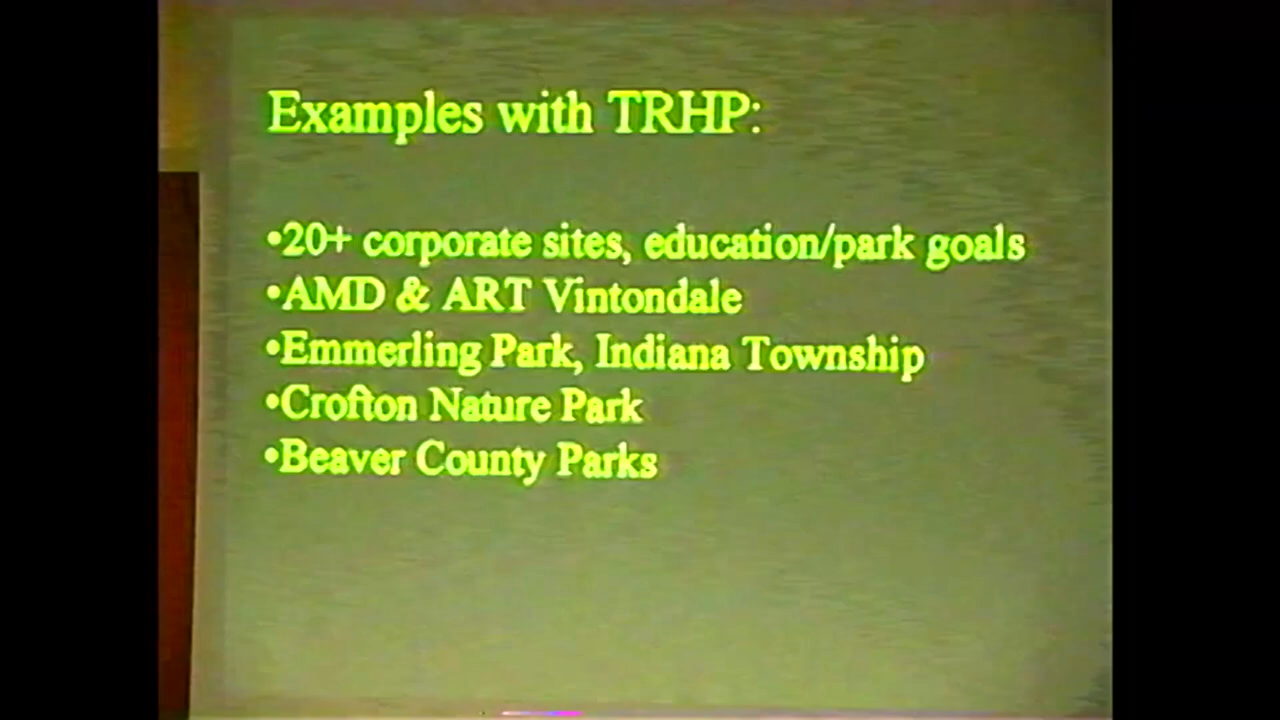 Examples with TRHP:
•20+ corporate sites, education/park goals
•AMD & ART Vintondale
•Emmerling Park, Indiana Township
•Crofton Nature Park
•Beaver County Parks